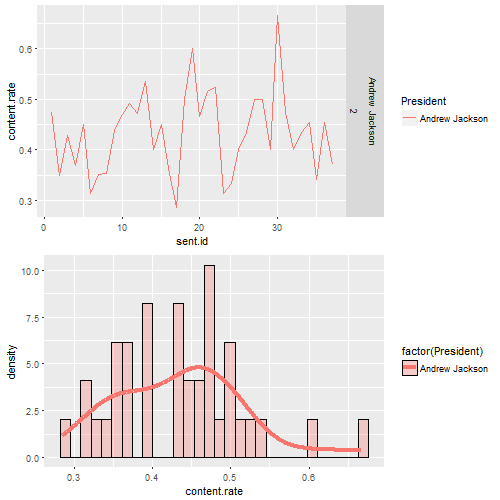 content.rate
0.6
0.5
0.4
0.3
0
10
20
30
sent.id
Andrew Jackson
2
President
Andrew Jackson
density
10.0
7.5
5.0
2.5
0.0
0.3
0.4
0.5
0.6
content.rate
factor(President)
Andrew Jackson